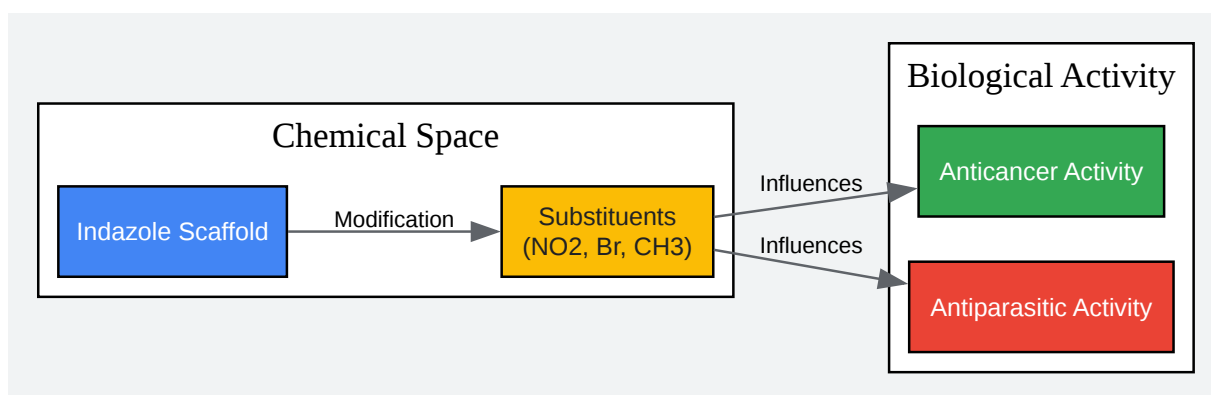 Chemical Space
Indazole Scaffold
Modification
Substituents
(NO2, Br, CH3)
Influences
Influences
Biological Activity
Anticancer Activity
Antiparasitic Activity